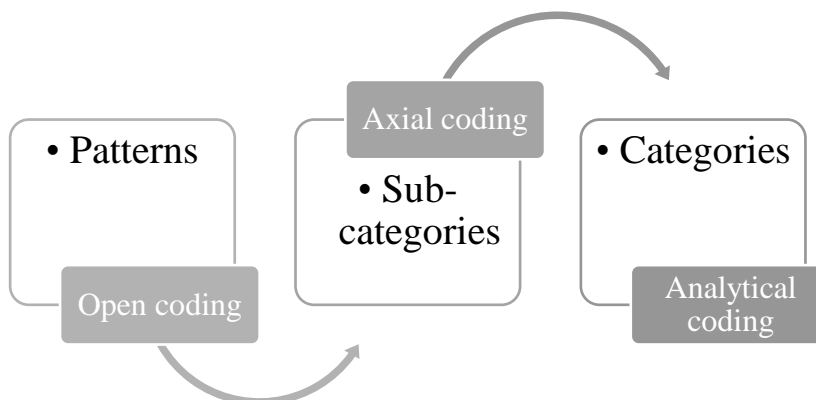 • Patterns
Open coding
Axial coding
• Sub-
categories
• Categories
Analytical
coding